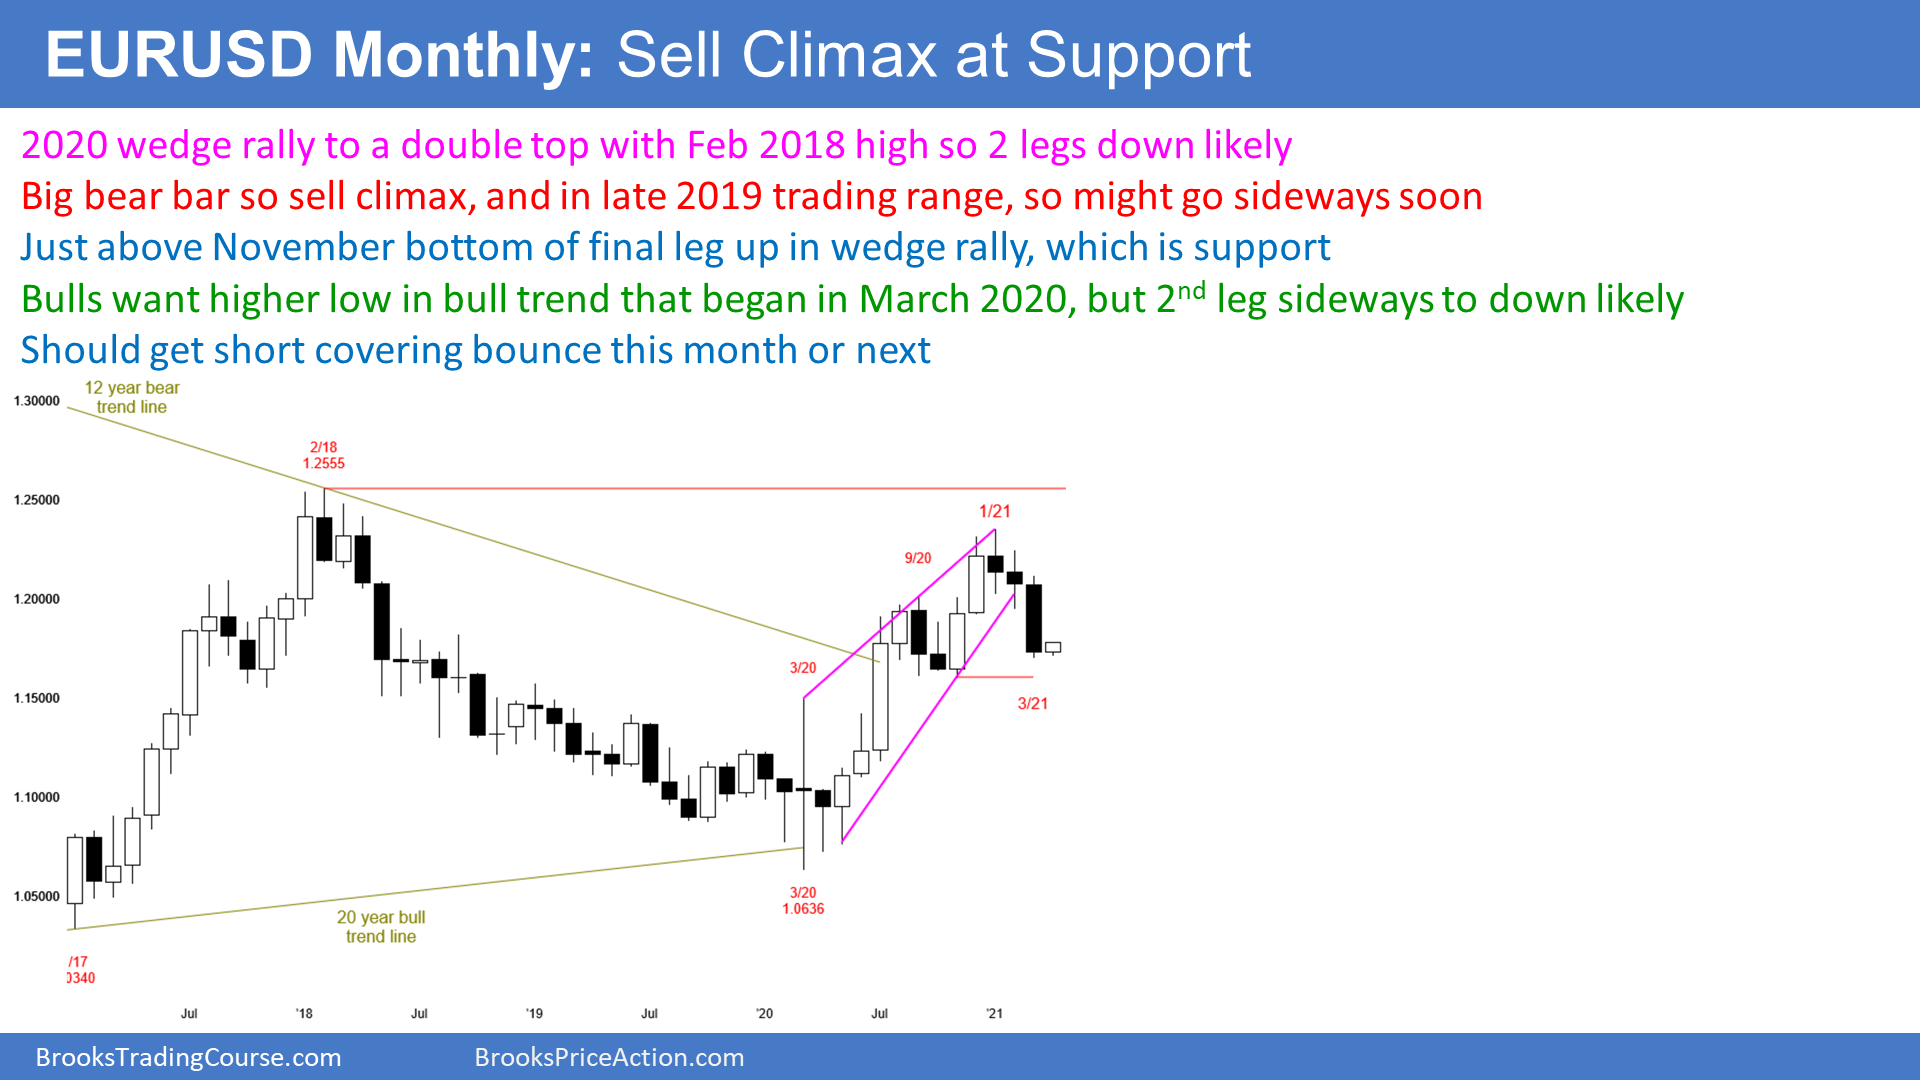 EURUSD Monthly: Sell Climax at Support
2020 wedge rally to a double top with Feb 2018 high so 2 legs down likely
Big bear bar so sell climax, and in late 2019 trading range, so might go sideways soon
Just above November bottom of final leg up in wedge rally, which is support
Bulls want higher low in bull trend that began in March 2020, but 2nd leg sideways to down likely
Should get short covering bounce this month or next
12 year bear
trend line
1.30000
2/18
1.2555
1.25000
1/21
9/20
1.20000
3/20
1.15000
3/21
1.10000
1.05000
3/20
1.0636
20 year bull
trend line
/17
0340
Jul
'18
Jul
'19
Jul
'20
Jul
'21
BrooksTradingCourse.com
BrooksPriceAction.com